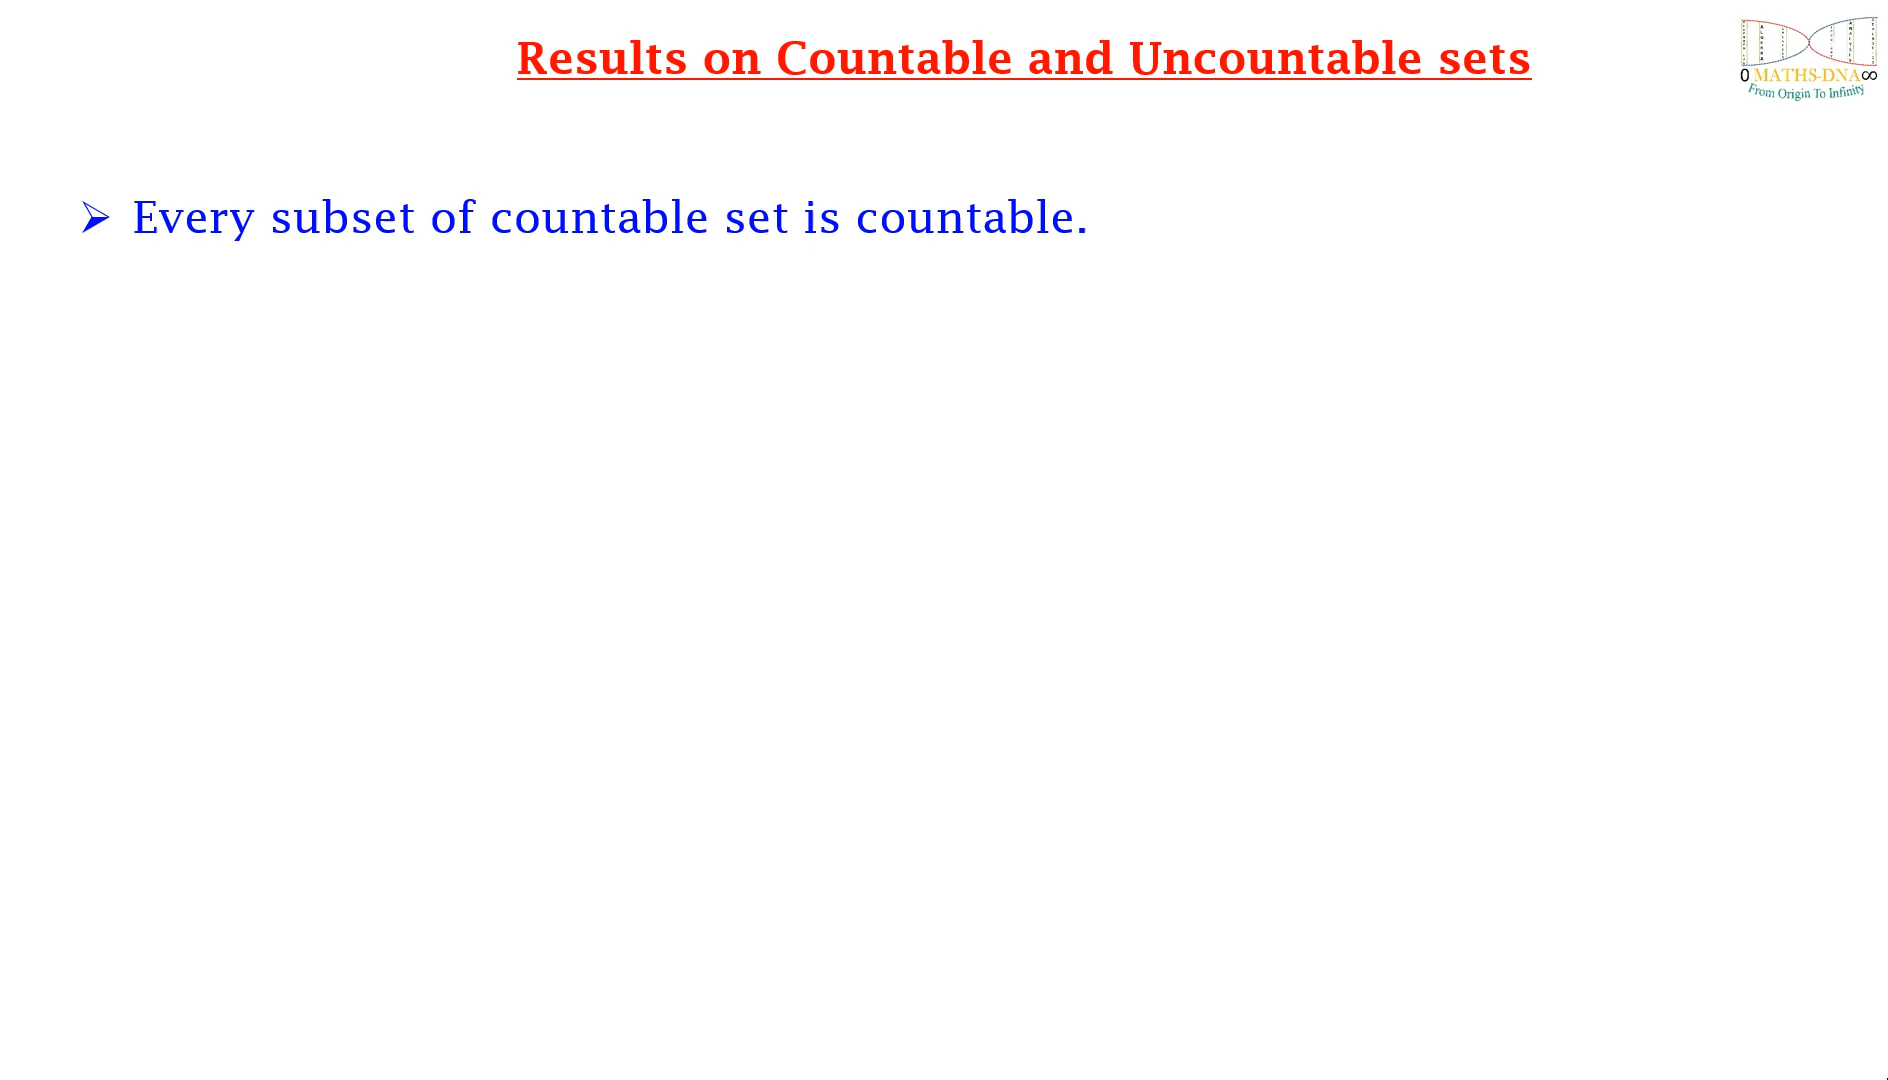 Results on Countable and Uncountable sets
0 MATHS-DNA∞
From Origin To Infinity
➢ Every subset of countable set is countable.